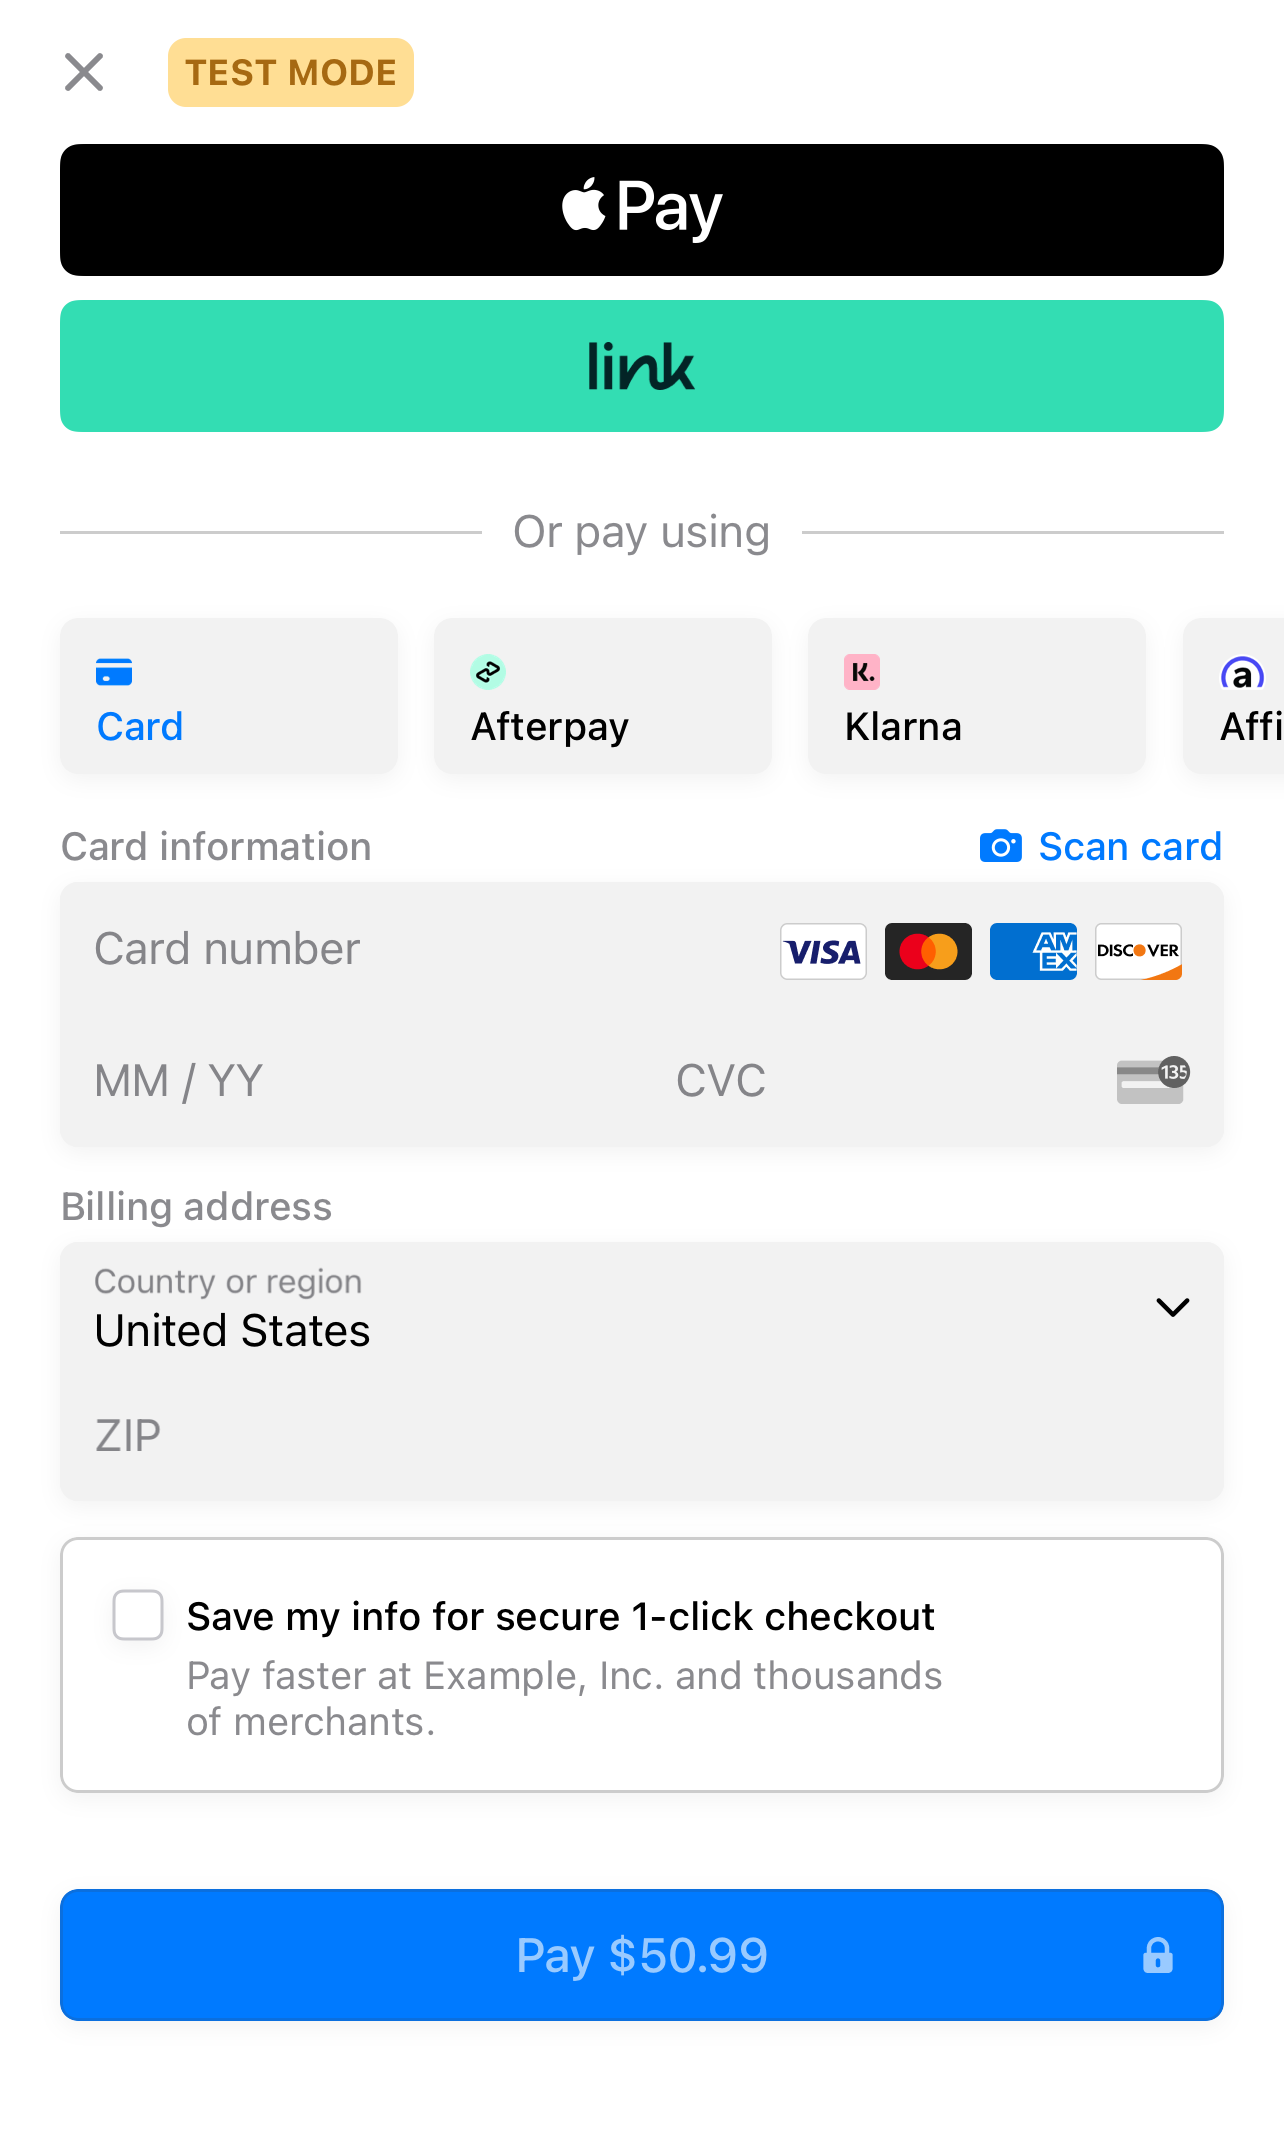 TEST MODE
Pay
link
Or pay using
Card
Afterpay
K.
Klarna
a
Affi
Card information
Scan card
Card number
VISA
AM
EX
DISCOVER
MM / YY
CVC
135
Billing address
Country or region
United States
ZIP
Save my info for secure 1-click checkout
Pay faster at Example, Inc. and thousands
of merchants.
Pay $50.99